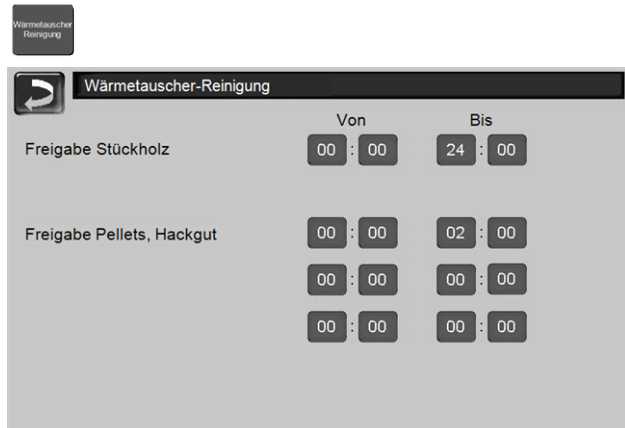 Wärmetauscher
Reinigung
Wärmetauscher-Reinigung
Von Bis
Freigabe Stückholz 00 : 00 24 : 00
Freigabe Pellets, Hackgut 00 : 00 02 : 00
00 : 00 00 : 00
00 : 00 00 : 00